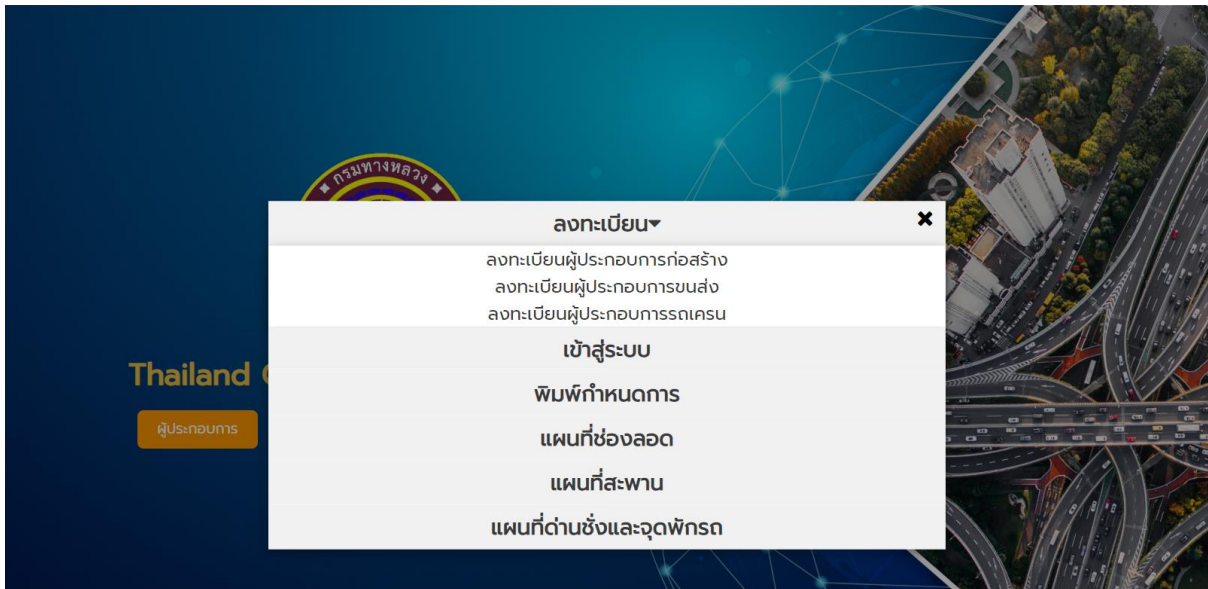 กรมทางหลวง
ลงทะเบียน
ลงทะเบียนผู้ประกอบการก่อสร้าง
ลงทะเบียนผู้ประกอบการขนส่ง
ลงทะเบียนผู้ประกอบการรถเครน
เข้าสู่ระบบ
พิมพ์กำหนดการ
แผนที่ช่องลอด
แผนที่สะพาน
แผนที่ด่านชั่งและจุดพักรถ
Thailand
ผู้ประกอบการ